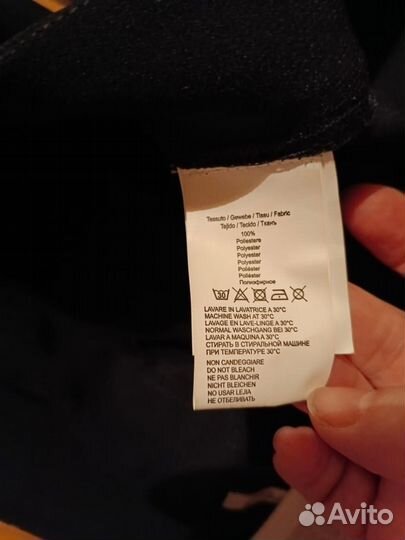 Tessuto / Gewebe / Tissu / Fabric
Tejido / Tecido / Ткань
100%
Poliestere
Polyester
Polyester
Polyester
Poliéster
Poliéster
Полиэфирное
30
LAVARE IN LAVATRICE A 30°C
MACHINE WASH AT 30°C
LAVAGE EN LAVE-LINGE A 30°C
NORMAL WASCHGANG BEI 30°C
LAVAR A MAQUINA A 30°C
СТИРАТЬ В СТИРАЛЬНОЙ МАШИНЕ
ПРИ ТЕМПЕРАТУРЕ 30°C
NON CANDEGGIARE
DO NOT BLEACH
NE PAS BLANCHIR
NICHT BLEICHEN
NO USAR LEJIA
НЕ ОТБЕЛИВАТЬ
Avito